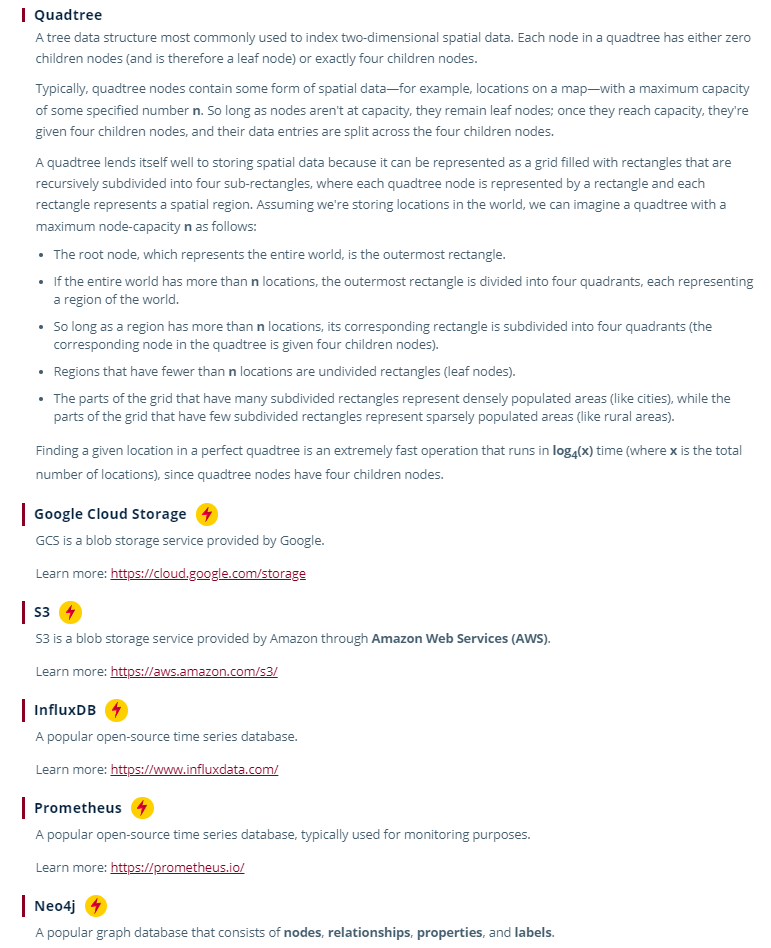 Quadtree
A tree data structure most commonly used to index two-dimensional spatial data. Each node in a quadtree has either zero
children nodes (and is therefore a leaf node) or exactly four children nodes.
Typically, quadtree nodes contain some form of spatial data—for example, locations on a map—with a maximum capacity
of some specified number n. So long as nodes aren't at capacity, they remain leaf nodes; once they reach capacity, they're
given four children nodes, and their data entries are split across the four children nodes.
A quadtree lends itself well to storing spatial data because it can be represented as a grid filled with rectangles that are
recursively subdivided into four sub-rectangles, where each quadtree node is represented by a rectangle and each
rectangle represents a spatial region. Assuming we're storing locations in the world, we can imagine a quadtree with a
maximum node-capacity n as follows:
• The root node, which represents the entire world, is the outermost rectangle.
• If the entire world has more than n locations, the outermost rectangle is divided into four quadrants, each representing
a region of the world.
• So long as a region has more than n locations, its corresponding rectangle is subdivided into four quadrants (the
corresponding node in the quadtree is given four children nodes).
• Regions that have fewer than n locations are undivided rectangles (leaf nodes).
• The parts of the grid that have many subdivided rectangles represent densely populated areas (like cities), while the
parts of the grid that have few subdivided rectangles represent sparsely populated areas (like rural areas).
Finding a given location in a perfect quadtree is an extremely fast operation that runs in log4(x) time (where x is the total
number of locations), since quadtree nodes have four children nodes.
Google Cloud Storage
GCS is a blob storage service provided by Google.
Learn more: https://cloud.google.com/storage
S3
S3 is a blob storage service provided by Amazon through Amazon Web Services (AWS).
Learn more: https://aws.amazon.com/s3/
InfluxDB
A popular open-source time series database.
Learn more: https://www.influxdata.com/
Prometheus
A popular open-source time series database, typically used for monitoring purposes.
Learn more: https://prometheus.io/
Neo4j
A popular graph database that consists of nodes, relationships, properties, and labels.